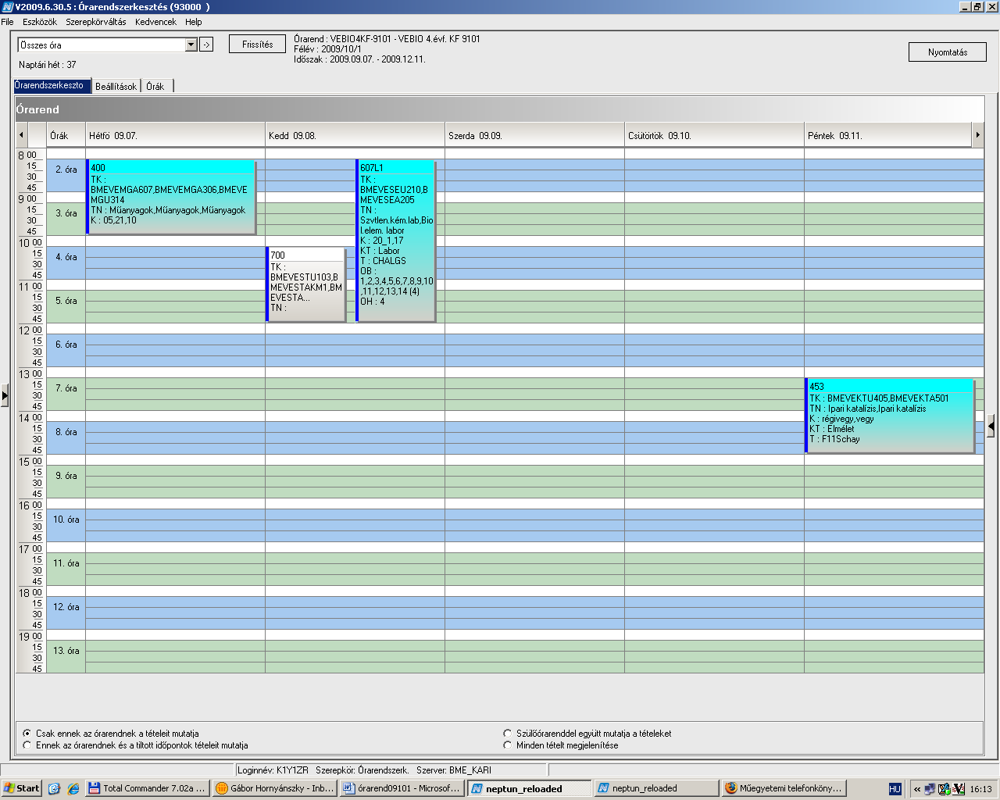 V2009.6.30.5 : Órarendszerkesztés (93000 )
File Eszközök Szerepkörváltás Kedvencek Help
Összes óra
->
Frissítés
Órarend : VEBIO4KF-9101 - VEBIO 4.évf. KF 9101
Félév : 2009/10/1
Időszak : 2009.09.07. - 2009.12.11.
Nyomtatás
Naptári hét : 37
Órarendszerkeszto Beállítások Órák
Órarend
Órák Hétfő 09.07. Kedd 09.08. Szerda 09.09. Csütörtök 09.10. Péntek 09.11.
8 00
15
30
45
2. óra
9 00
15
30
45
3. óra
10 00
15
30
45
4. óra
11 00
15
30
45
5. óra
12 00
15
30
45
6. óra
13 00
15
30
45
7. óra
14 00
15
30
45
8. óra
15 00
15
30
45
9. óra
16 00
15
30
45
10. óra
17 00
15
30
45
11. óra
18 00
15
30
45
12. óra
19 00
15
30
45
13. óra
400
TK :
BMEVEMGA607,BMEVEMGA306,BMEVE
MGU314
TN : Műanyagok,Műanyagok,Műanyagok
K : 05,21,10
700
TK :
BMEVESTU103,B
MEVESTAKM1,BM
EVESTA...
TN :
607L1
TK :
BMEVESEU210,B
MEVESEA205
TN :
Szvtlen.kém.lab,Bio
l.elem. labor
K : 20_1,17
KT : Labor
T : CHALGS
OB :
1,2,3,4,5,6,7,8,9,10
,11,12,13,14 (4)
OH : 4
453
TK : BMEVEKTU405,BMEVEKTA501
TN : Ipari katalízis,Ipari katalízis
K : régivegy,vegy
KT : Elmélet
T : F11Schay
Csak ennek az órarendnek a tételeit mutatja
Ennek az órarendnek és a tiltott időpontok tételeit mutatja
Szülőórarenddel együtt mutatja a tételeket
Minden tételt megjelenítése
Loginnév: K1Y1ZR Szerepkör: Órarendszerk. Szerver: BME_KARI
Start
Total Commander 7.02a ...
Gábor Hornyánszky - Inb...
órarend09101 - Microsof...
neptun_reloaded
neptun_reloaded
Műegyetemi telefonköny...
HU
«
16:13